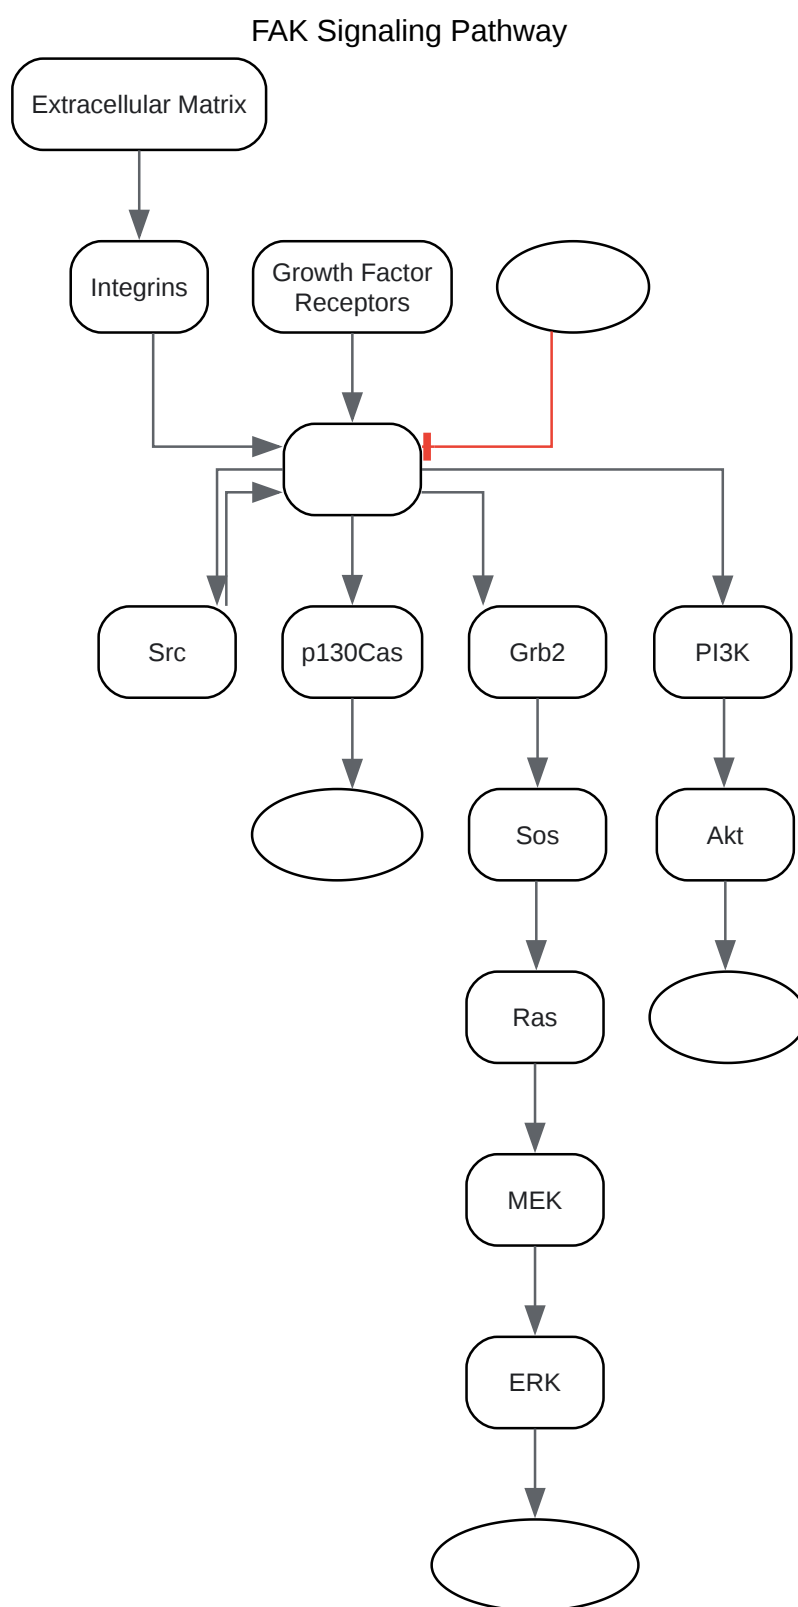 FAK Signaling Pathway
Extracellular Matrix
Integrins
Growth Factor
Receptors
Src
p130Cas
Grb2
PI3K
Sos
Akt
Ras
MEK
ERK